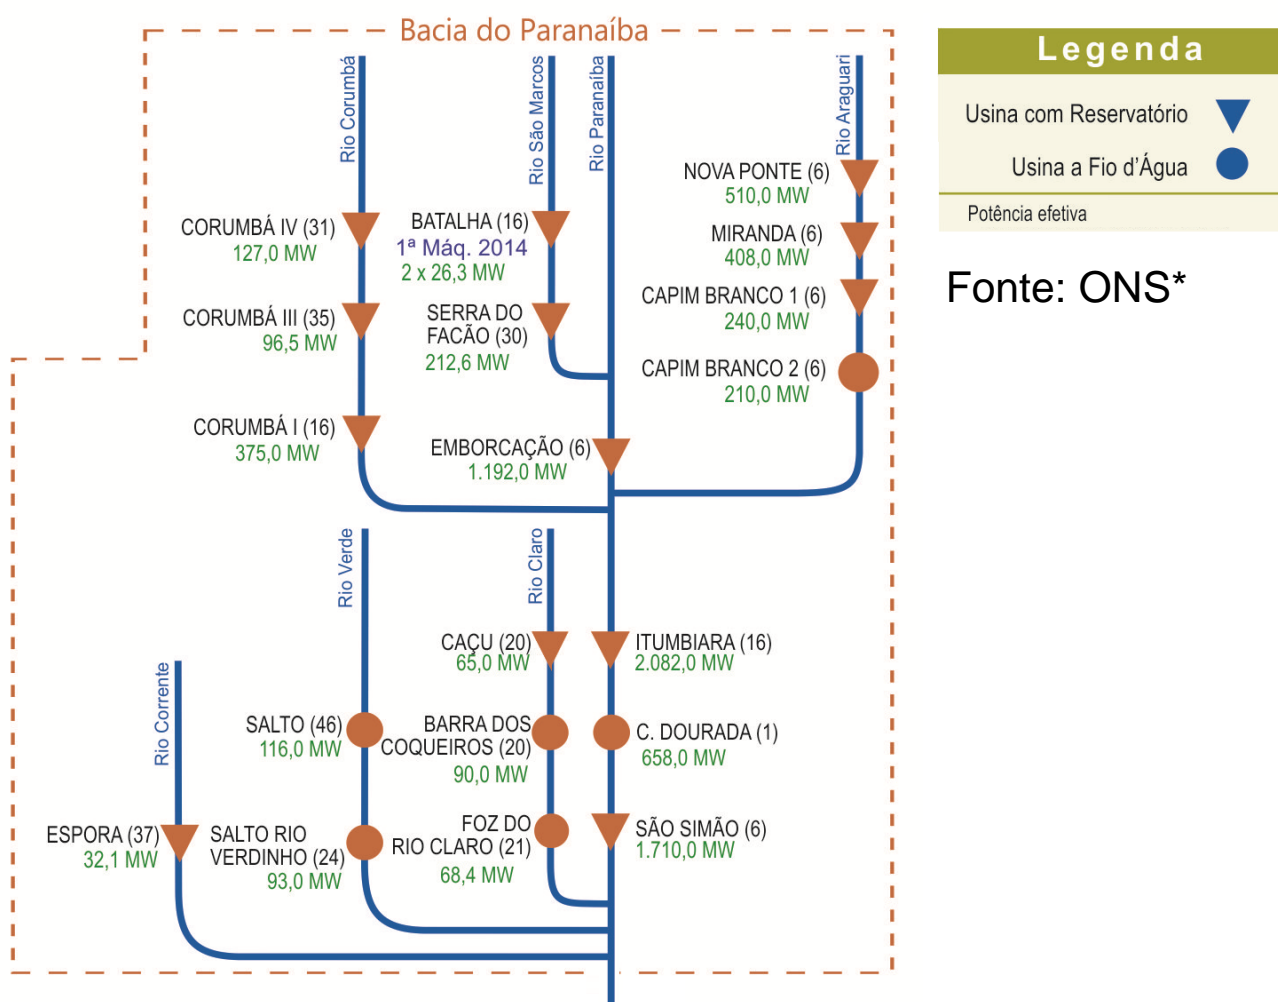 Bacia do Paranaíba
Legenda
Usina com Reservatório
Usina a Fio d'Água
Potência efetiva
Fonte: ONS*
Rio Corumbá
Rio São Marcos
Rio Paranaíba
Rio Araguari
NOVA PONTE (6)
510,0 MW
CORUMBÁ IV (31)
127,0 MW
BATALHA (16)
1ª Máq. 2014
2 x 26,3 MW
MIRANDA (6)
408,0 MW
CORUMBÁ III (35)
96,5 MW
SERRA DO
FACÃO (30)
212,6 MW
CAPIM BRANCO 1 (6)
240,0 MW
CAPIM BRANCO 2 (6)
210,0 MW
CORUMBÁ I (16)
375,0 MW
EMBORCAÇÃO (6)
1.192,0 MW
Rio Verde
Rio Claro
Rio Corrente
CAÇU (20)
65,0 MW
ITUMBIARA (16)
2.082,0 MW
SALTO (46)
116,0 MW
BARRA DOS
COQUEIROS (20)
90,0 MW
C. DOURADA (1)
658,0 MW
ESPORA (37)
32,1 MW
SALTO RIO
VERDINHO (24)
93,0 MW
FOZ DO
RIO CLARO (21)
68,4 MW
SÃO SIMÃO (6)
1.710,0 MW